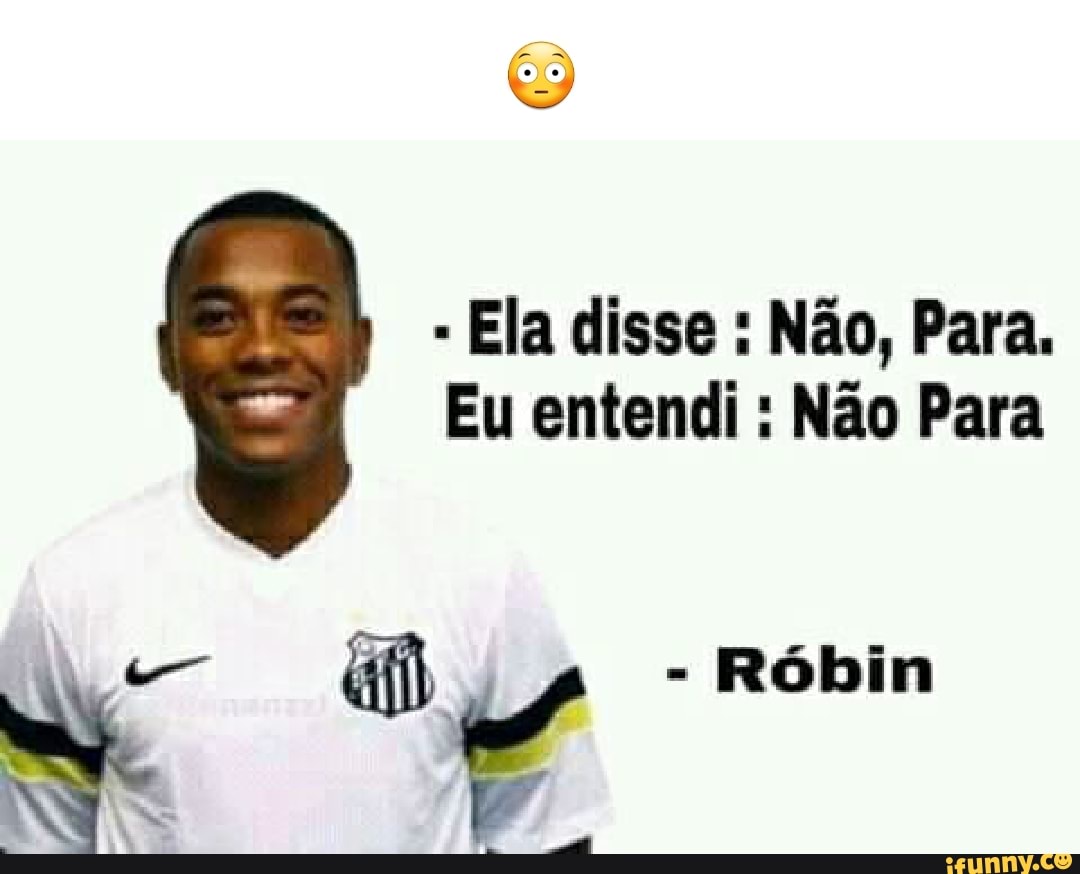 - Ela disse : Não, Para.
Eu entendi : Não Para
- Róbin
ifunny.co